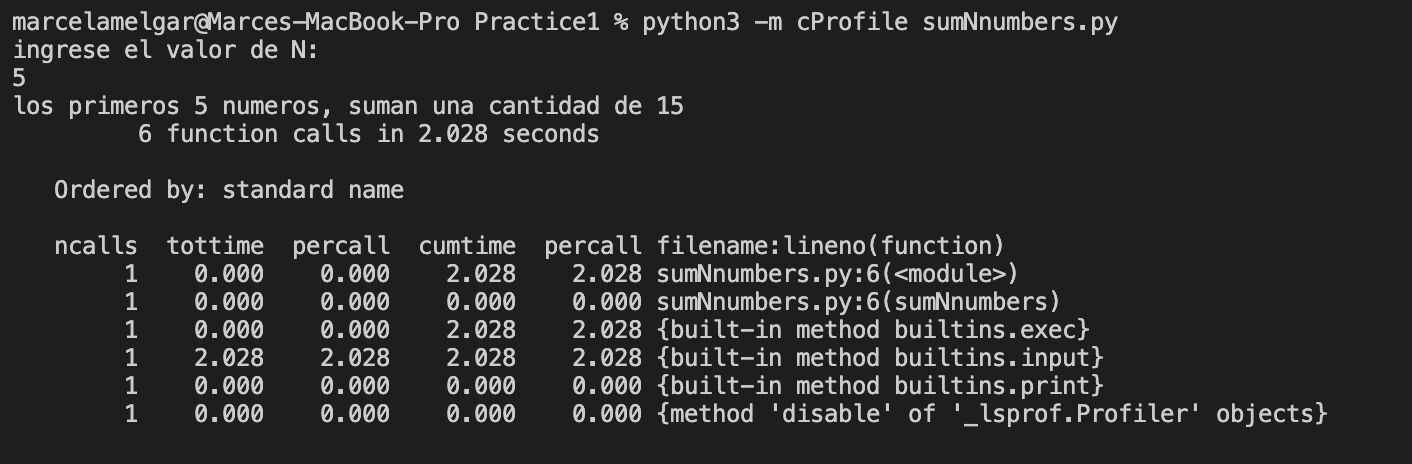 marcelamelgar@Marces-MacBook-Pro Practice1 % python3 -m cProfile sumNnumbers.py
ingrese el valor de N:
5
los primeros 5 numeros, suman una cantidad de 15
         6 function calls in 2.028 seconds

   Ordered by: standard name

   ncalls  tottime  percall  cumtime  percall filename:lineno(function)
        1    0.000    0.000    2.028    2.028 sumNnumbers.py:6(<module>)
        1    0.000    0.000    0.000    0.000 sumNnumbers.py:6(sumNnumbers)
        1    0.000    0.000    2.028    2.028 {built-in method builtins.exec}
        1    2.028    2.028    2.028    2.028 {built-in method builtins.input}
        1    0.000    0.000    0.000    0.000 {built-in method builtins.print}
        1    0.000    0.000    0.000    0.000 {method 'disable' of '_lsprof.Profiler' objects}